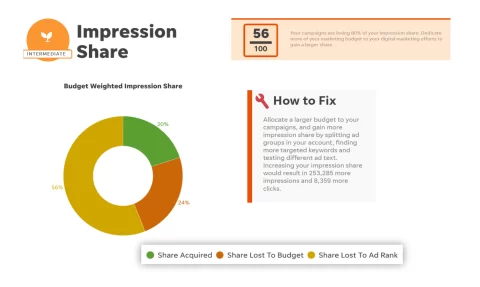 Impression
Share
INTERMEDIATE
56
100
Your campaigns are losing 80% of your impression share. Dedicate
more of your marketing budget to your digital marketing efforts to
gain a larger share.
Budget Weighted Impression Share
20%
24%
56%
How to Fix
Allocate a larger budget to your
campaigns, and gain more
impression share by splitting ad
groups in your account, finding
more targeted keywords and
testing different ad text.
Increasing your impression share
would result in 253,285 more
impressions and 8,359 more
clicks.
Share Acquired
Share Lost To Budget
Share Lost To Ad Rank